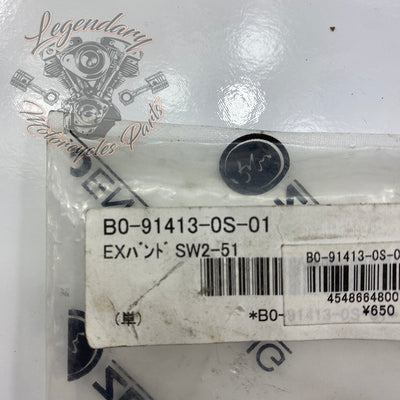 Legendary
Motorcycles Parts
B0-91413-0S-01
EXバンド SW2-51
B0-91413-0S-0
4548664800
¥650
(単)
*B0-91413-0S